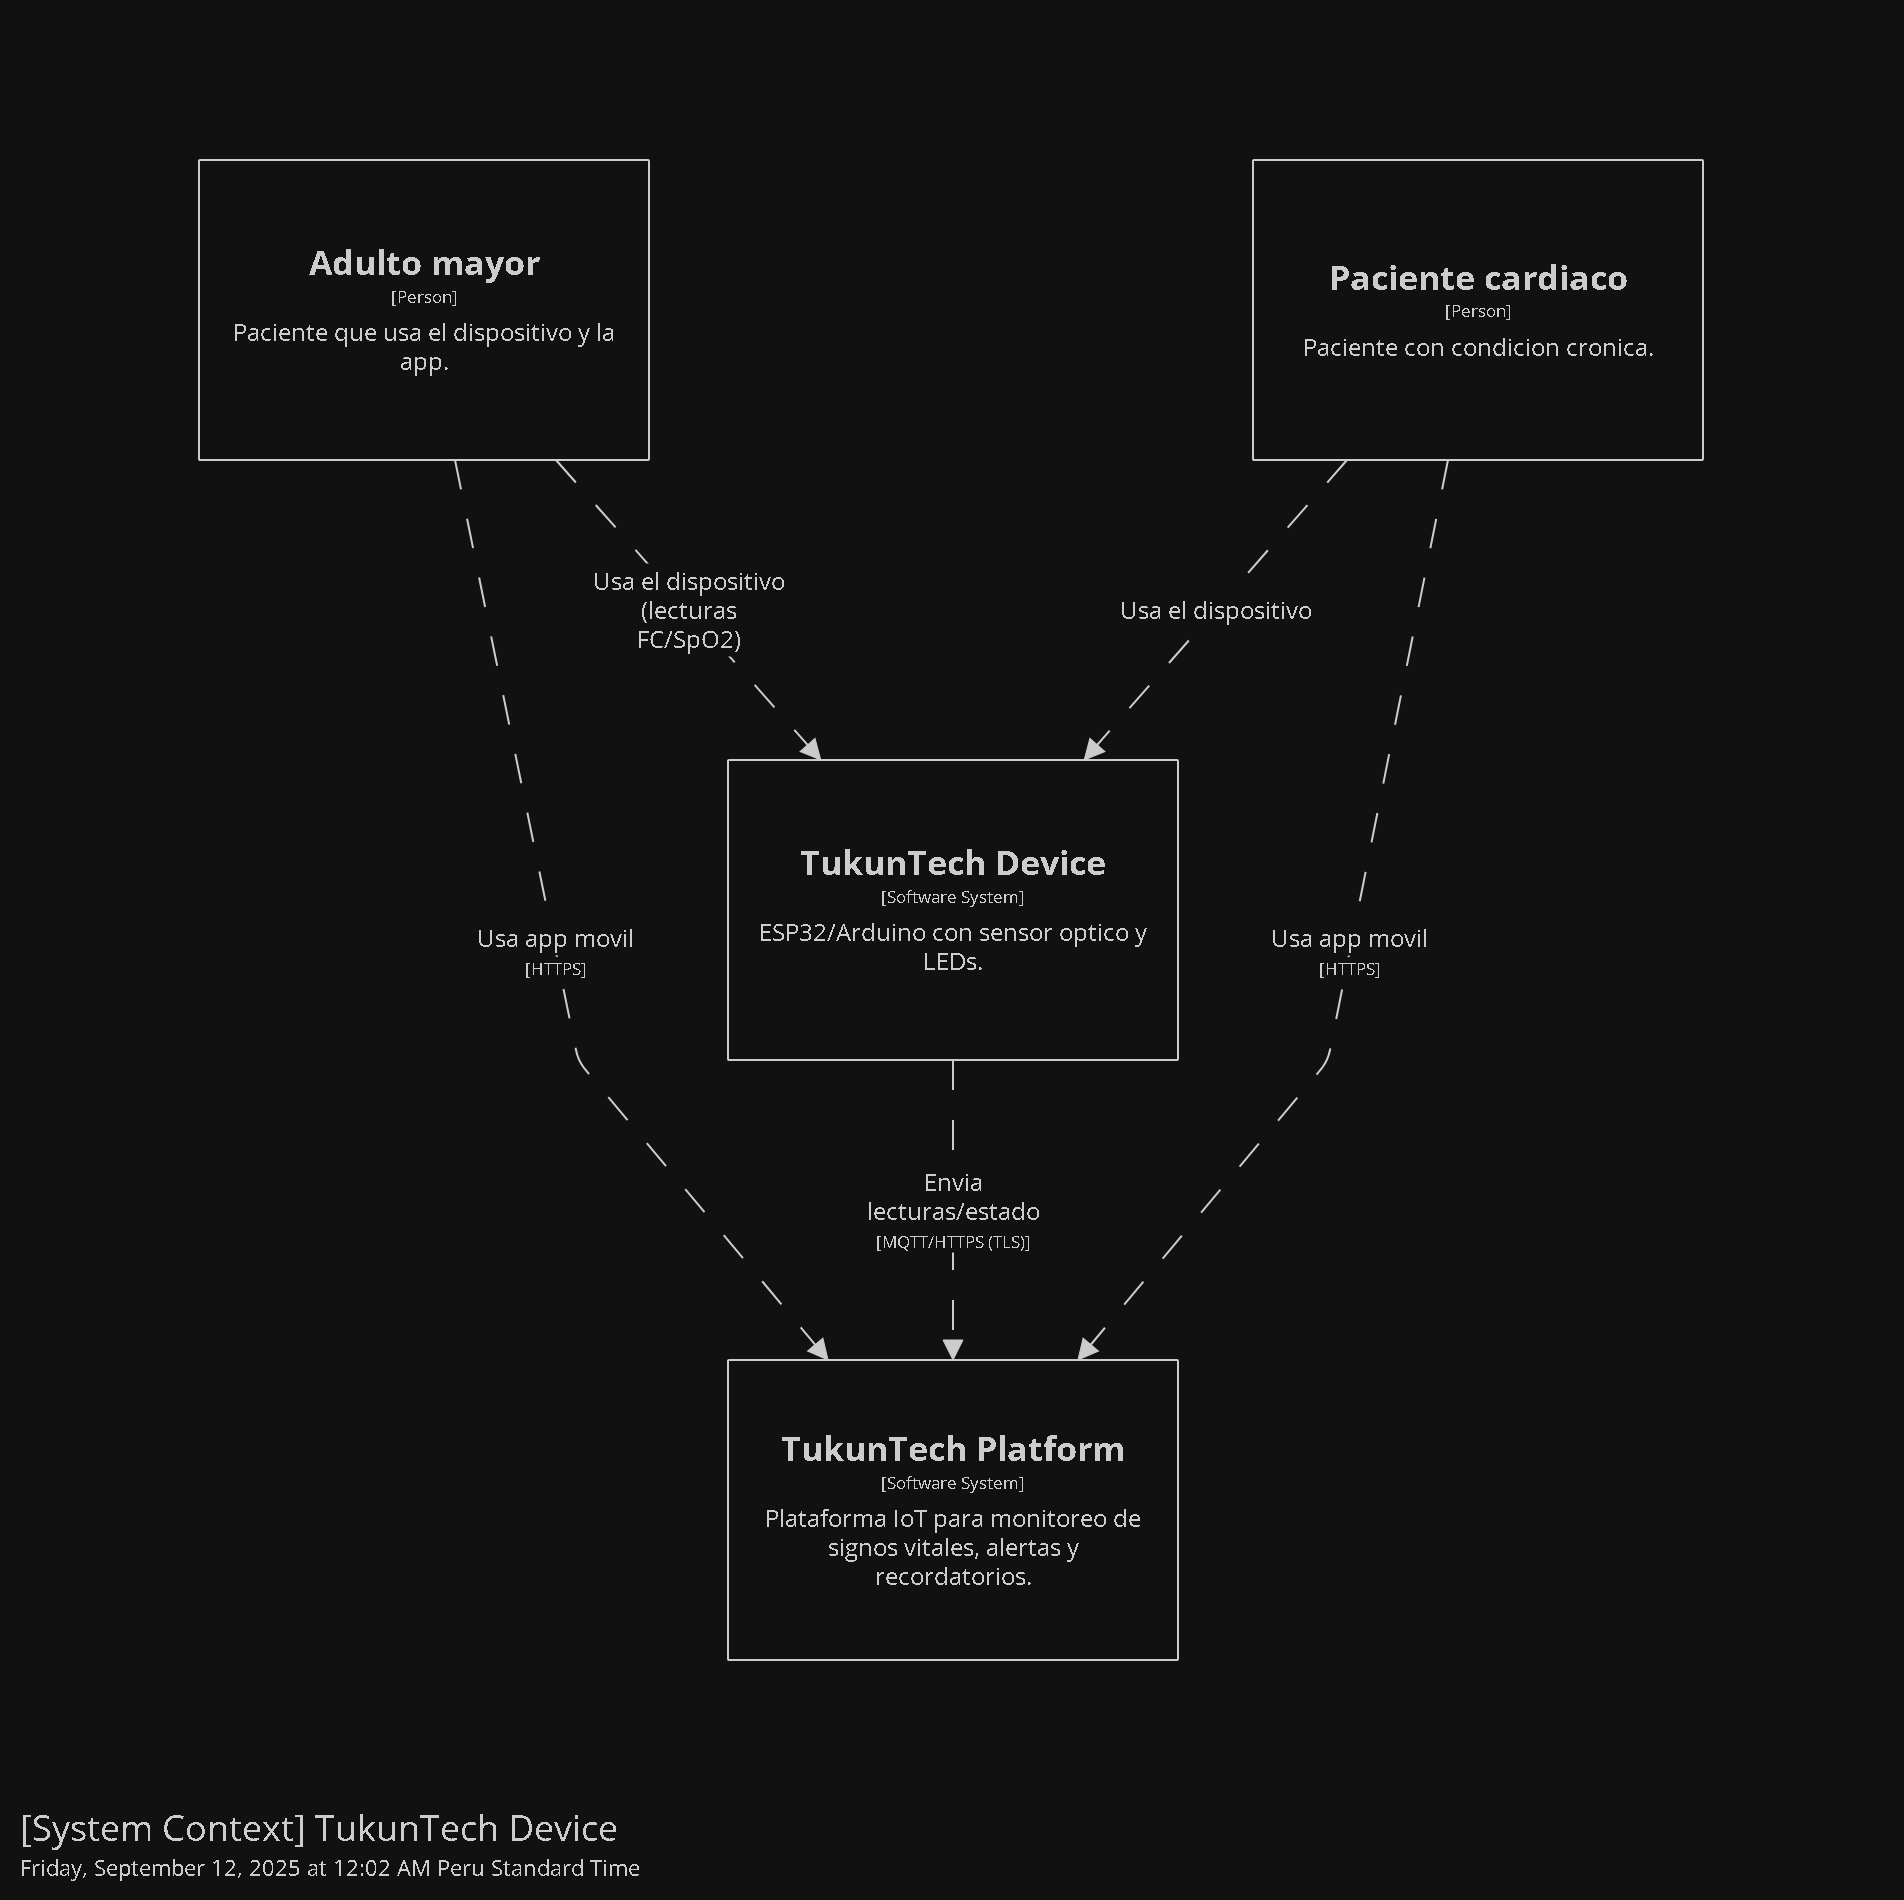 Adulto mayor
[Person]
Paciente que usa el dispositivo y la
app.
Paciente cardiaco
[Person]
Paciente con condicion cronica.
Usa el dispositivo
(lecturas
FC/SpO2)
Usa el dispositivo
TukunTech Device
[Software System]
ESP32/Arduino con sensor optico y
LEDs.
Usa app movil
[HTTPS]
Usa app movil
[HTTPS]
Envia
lecturas/estado
[MQTT/HTTPS (TLS)]
TukunTech Platform
[Software System]
Plataforma IoT para monitoreo de
signos vitales, alertas y
recordatorios.
[System Context] TukunTech Device
Friday, September 12, 2025 at 12:02 AM Peru Standard Time